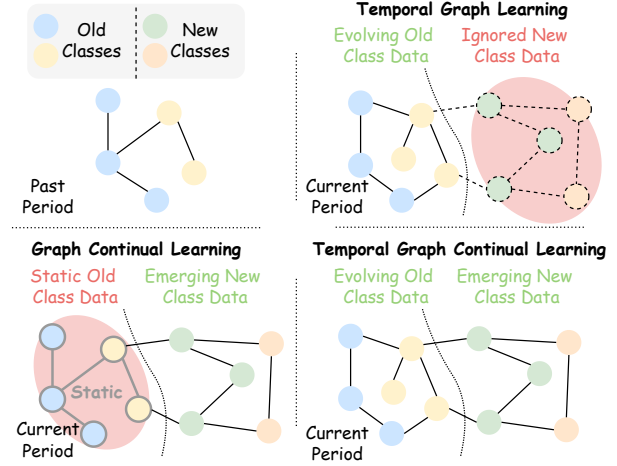 Old
Classes
New
Classes
Past
Period
Temporal Graph Learning
Evolving Old
Class Data
Ignored New
Class Data
Current
Period
Graph Continual Learning
Static Old
Class Data
Emerging New
Class Data
Static
Current
Period
Temporal Graph Continual Learning
Evolving Old
Class Data
Emerging New
Class Data
Current
Period